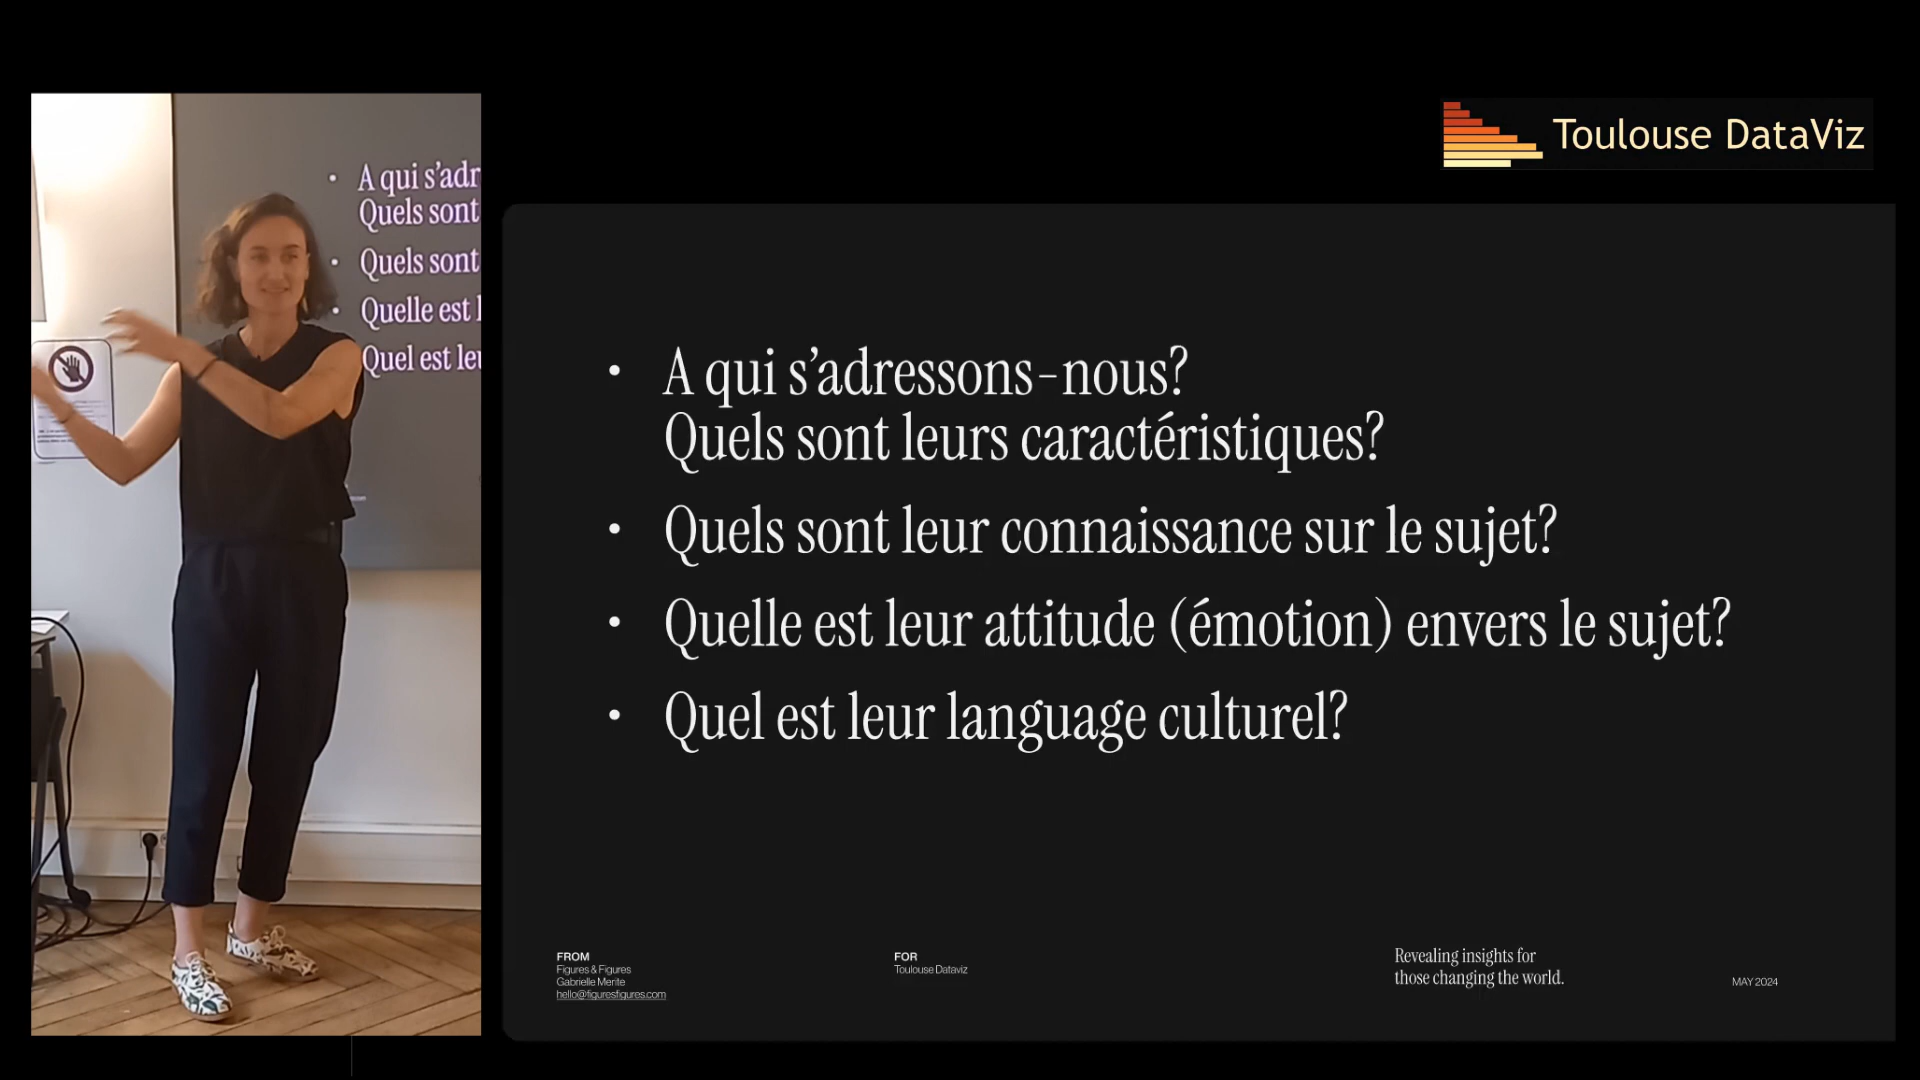 A qui s'adr
Quels sont
Quels sont
Quelle est l
Quel est leu
Toulouse DataViz
A qui s’adressons-nous?
Quels sont leurs caractéristiques?
Quels sont leur connaissance sur le sujet?
Quelle est leur attitude (émotion) envers le sujet?
Quel est leur language culturel?
FROM
Figures & Figures
Gabrielle Merite
hello@figuresfigures.com
FOR
Toulouse Dataviz
Revealing insights for
those changing the world.
MAY 2024